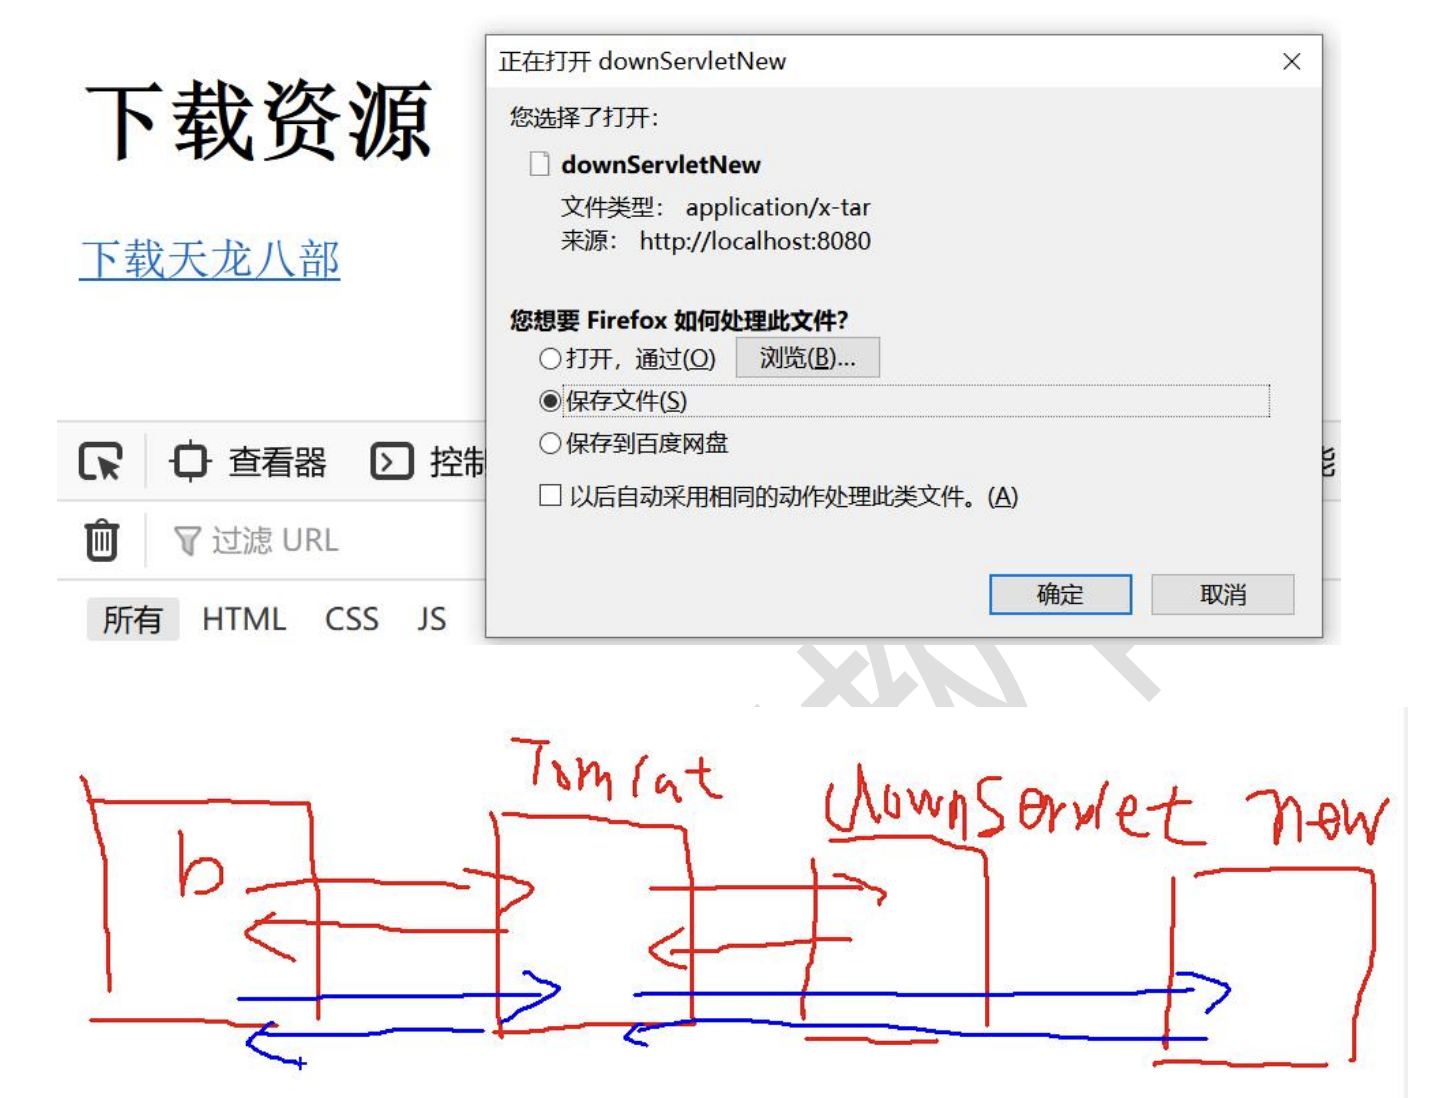 下载资源
下载天龙八部
正在打开 downServletNew
您选择了打开：
downServletNew
文件类型： application/x-tar
来源： http://localhost:8080
您想要 Firefox 如何处理此文件？
打开，通过(O) 浏览(B)...
保存文件(S)
保存到百度网盘
以后自动采用相同的动作处理此类文件。(A)
确定 取消
查看器 控制 能
过滤 URL
所有 HTML CSS JS
Tomcat
downServlet new
b